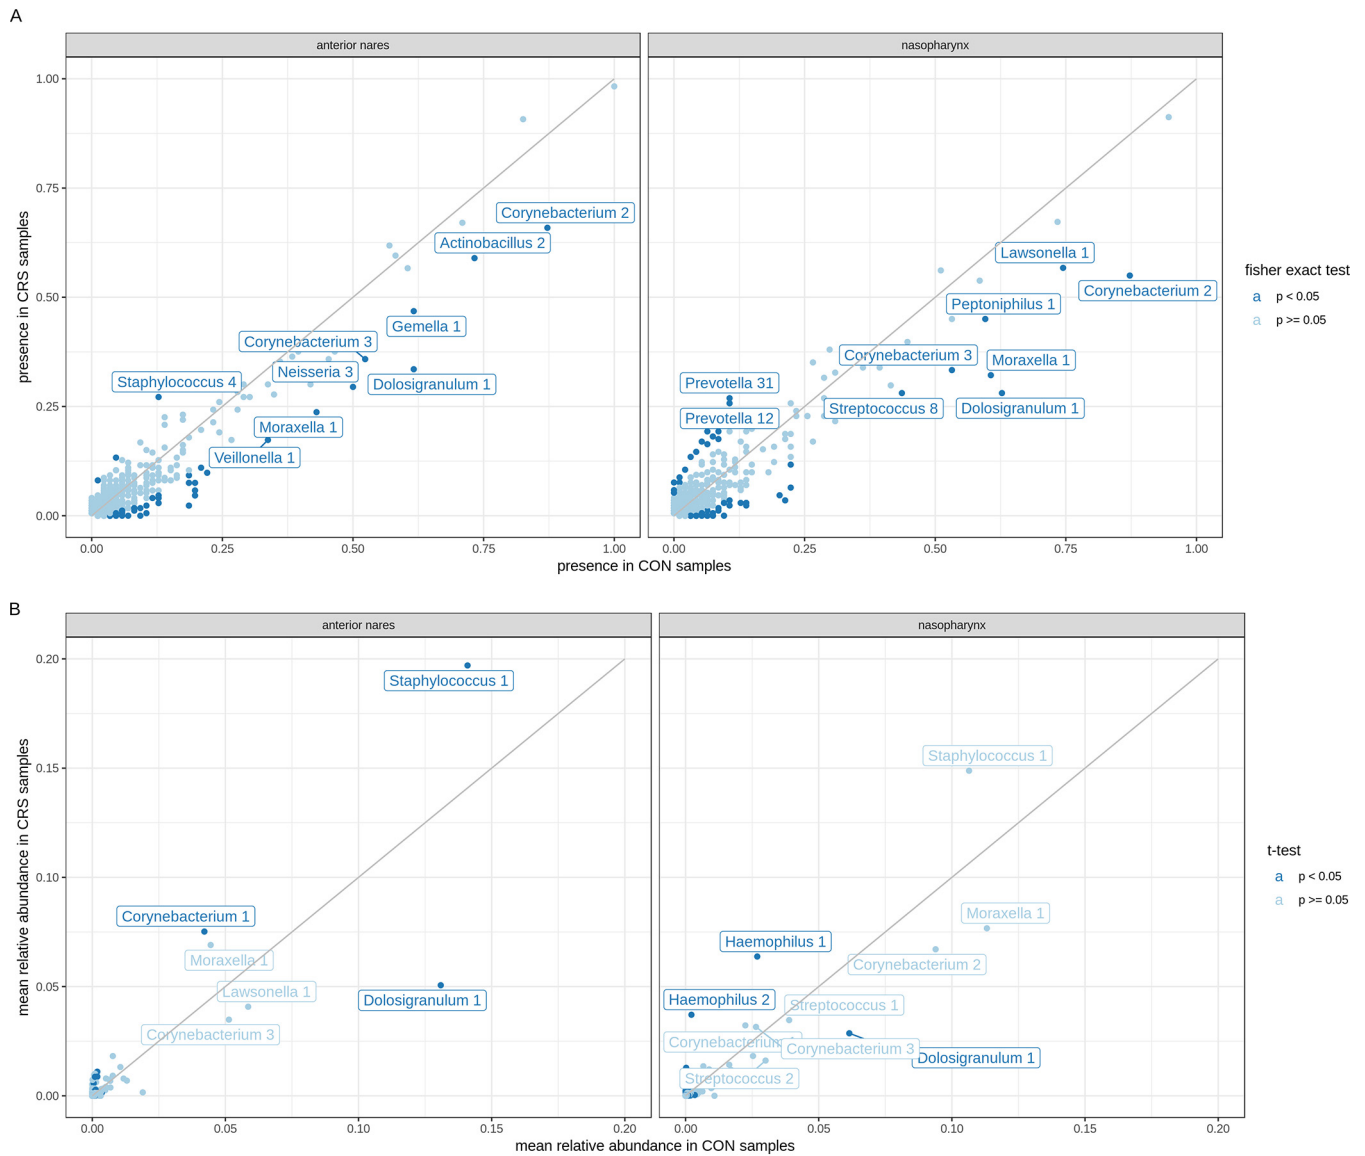 A
anterior nares
nasopharynx
presence in CRS samples
1.00
0.75
0.50
0.25
0.00
Corynebacterium 2
Actinobacillus 2
Gemella 1
Corynebacterium 3
Neisseria 3
Dolosigranulum 1
Staphylococcus 4
Moraxella 1
Veillonella 1
Lawsonella 1
Corynebacterium 2
Peptoniphilus 1
Corynebacterium 3
Moraxella 1
Prevotella 31
Streptococcus 8
Dolosigranulum 1
Prevotella 12
0.00 0.25 0.50 0.75 1.00
0.00 0.25 0.50 0.75 1.00
presence in CON samples
fisher exact test
a p < 0.05
a p >= 0.05
B
anterior nares
nasopharynx
mean relative abundance in CRS samples
0.20
0.15
0.10
0.05
0.00
Staphylococcus 1
Corynebacterium 1
Moraxella 1
Lawsonella 1
Dolosigranulum 1
Corynebacterium 3
Staphylococcus 1
Moraxella 1
Haemophilus 1
Corynebacterium 2
Haemophilus 2
Streptococcus 1
Corynebacterium
Corynebacterium 3
Dolosigranulum 1
Streptococcus 2
0.00 0.05 0.10 0.15 0.20
0.00 0.05 0.10 0.15 0.20
mean relative abundance in CON samples
t-test
a p < 0.05
a p >= 0.05